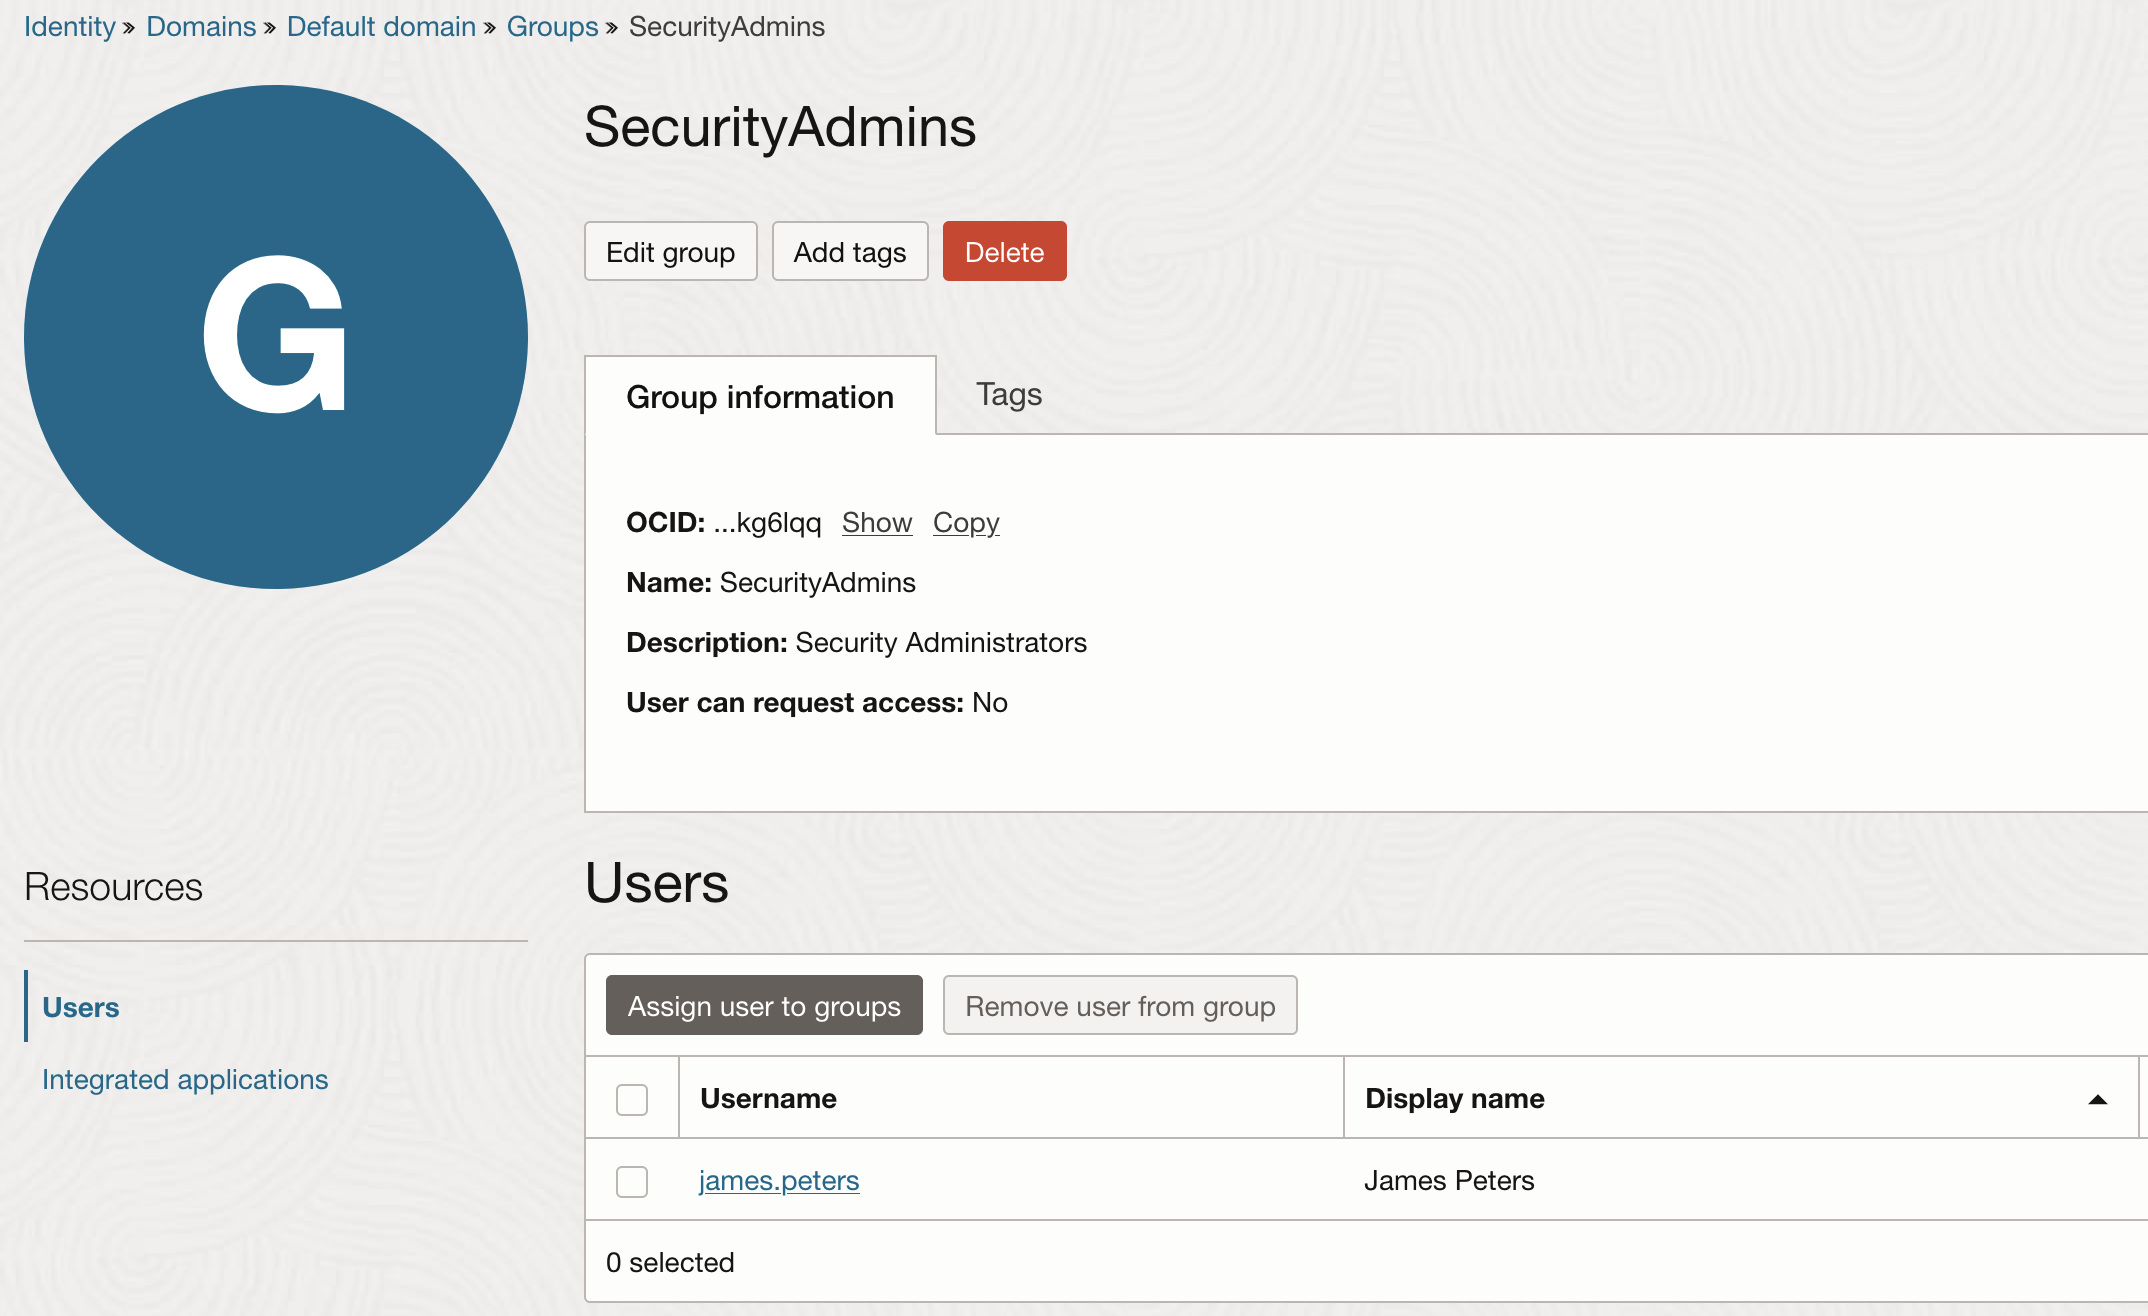 Identity » Domains » Default domain » Groups » SecurityAdmins
G
SecurityAdmins
Edit group Add tags Delete
Group information Tags
OCID: ...kg6lqq Show Copy
Name: SecurityAdmins
Description: Security Administrators
User can request access: No
Resources
Users
Integrated applications
Users
Assign user to groups Remove user from group
Username Display name
james.peters James Peters
0 selected